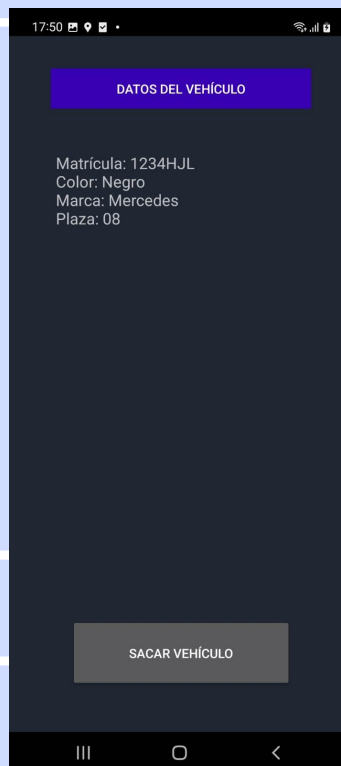 17:50
DATOS DEL VEHÍCULO
Matrícula: 1234HJL
Color: Negro
Marca: Mercedes
Plaza: 08
SACAR VEHÍCULO